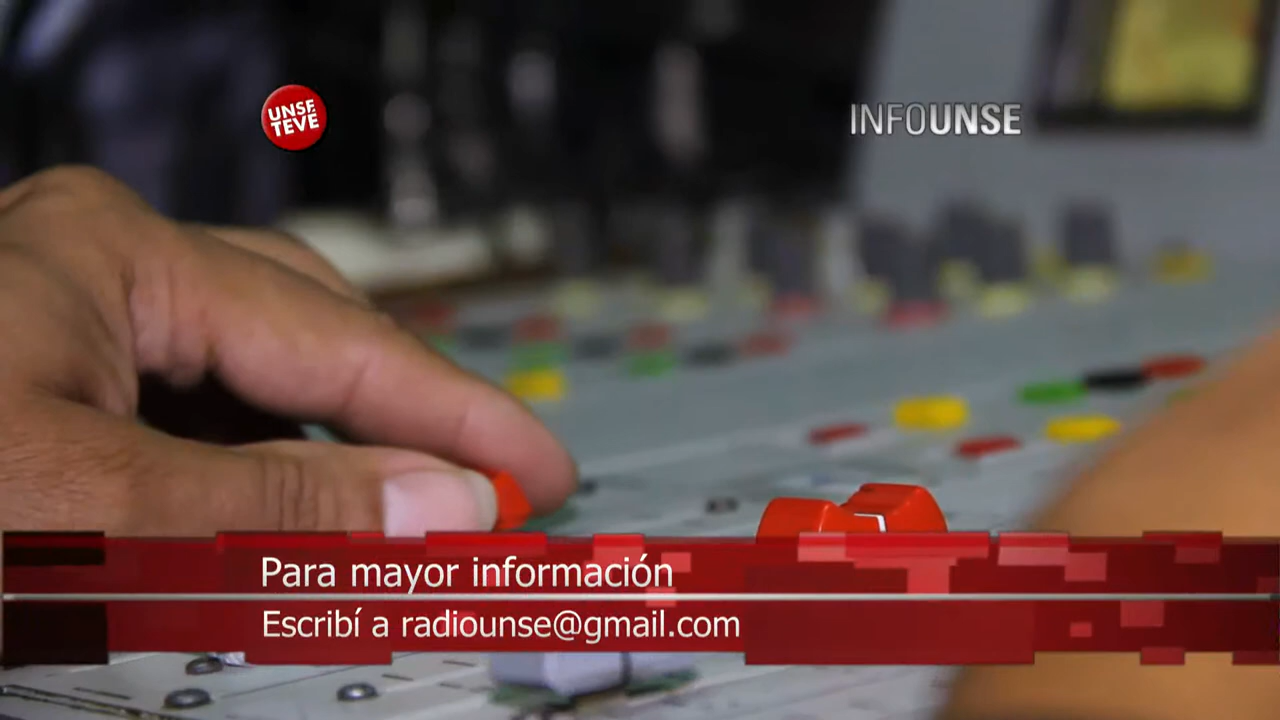 UNSE
TEVE
INFOUNSE
Para mayor información
Escribí a radiounse@gmail.com